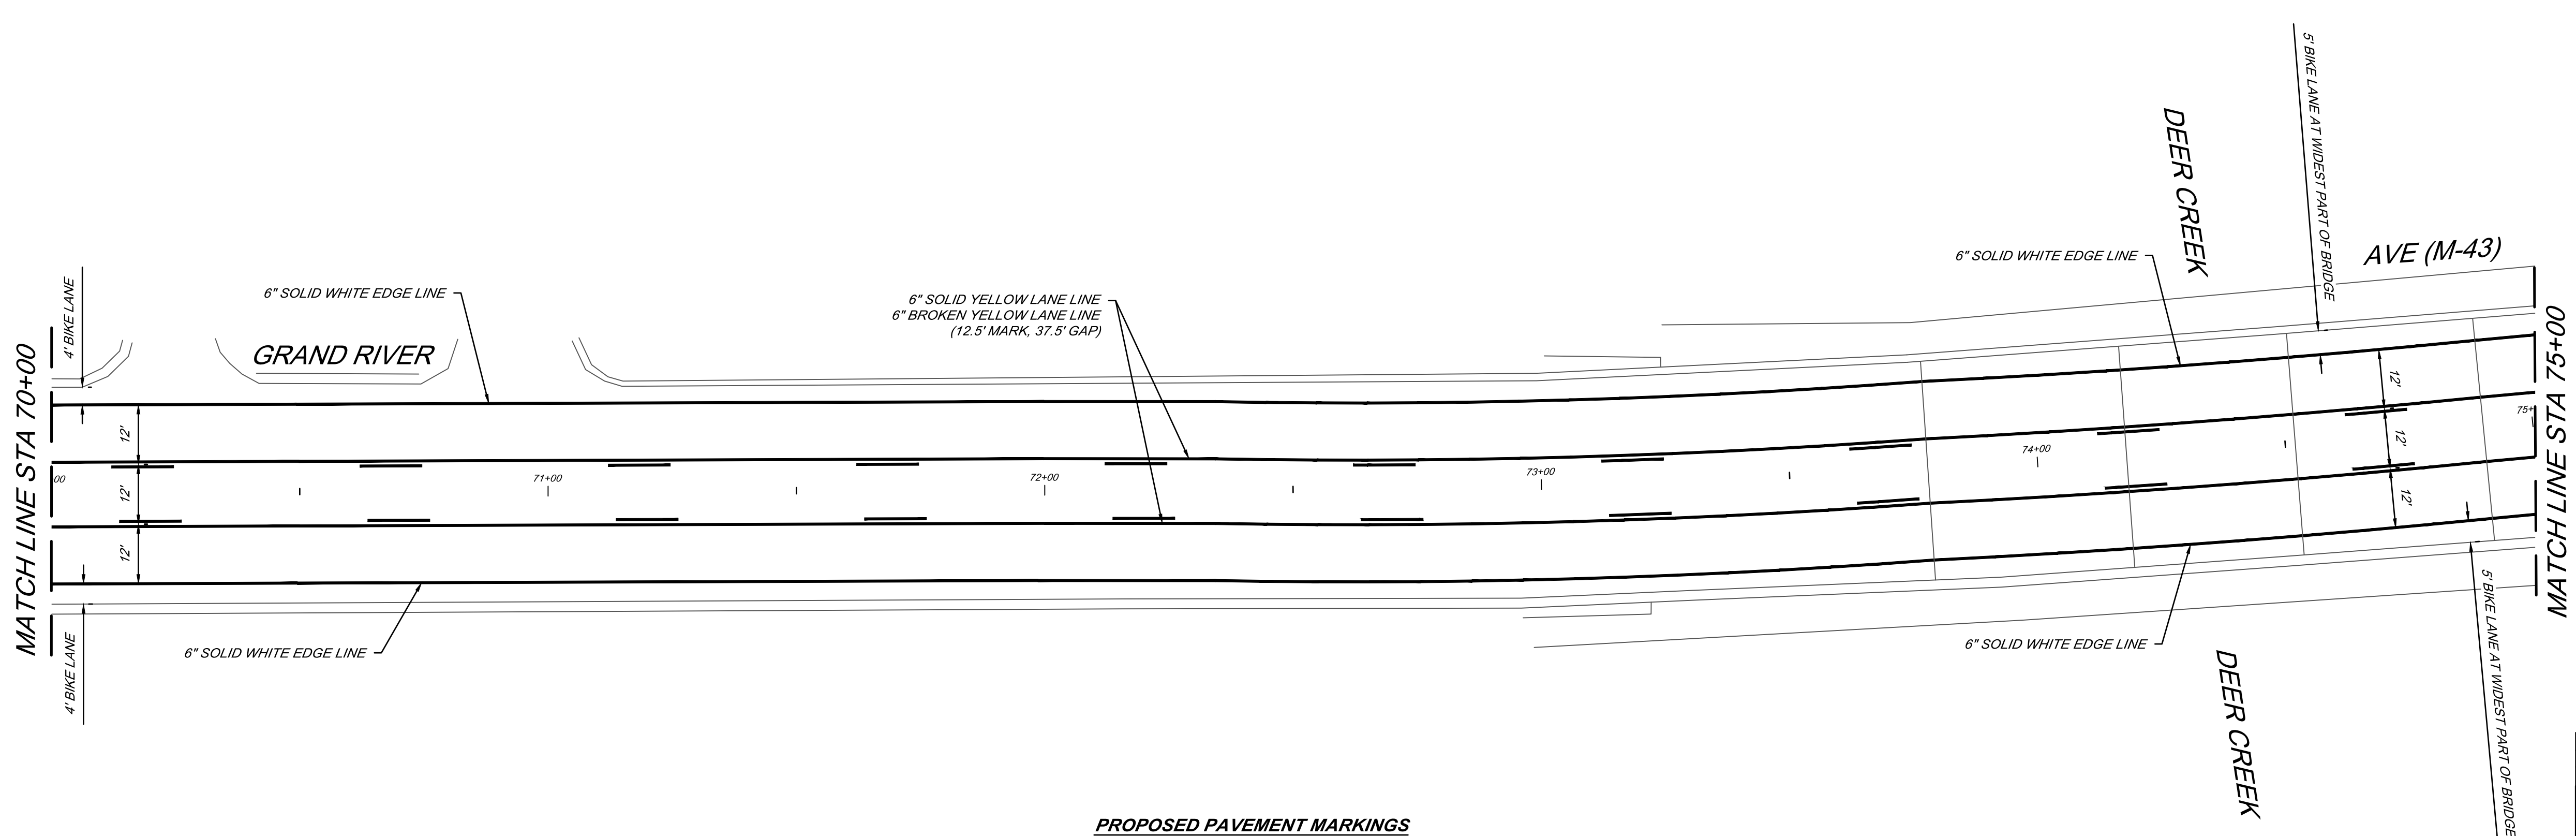 5' BIKE LANE AT WIDEST PART OF BRIDGE
DEER CREEK
AVE (M-43)
6" SOLID WHITE EDGE LINE
4' BIKE LANE
6" SOLID WHITE EDGE LINE
6" SOLID YELLOW LANE LINE
6" BROKEN YELLOW LANE LINE
(12.5' MARK, 37.5' GAP)
GRAND RIVER
MATCH LINE STA 70+00
MATCH LINE STA 75+00
12'
12'
12'
12'
12'
12'
00
71+00
72+00
73+00
74+00
75+
6" SOLID WHITE EDGE LINE
4' BIKE LANE
6" SOLID WHITE EDGE LINE
DEER CREEK
5' BIKE LANE AT WIDEST PART OF BRIDGE
PROPOSED PAVEMENT MARKINGS